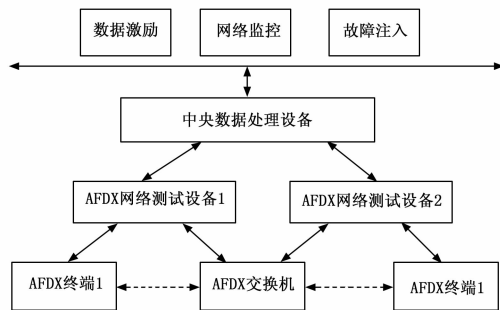 数据激励
网络监控
故障注入
中央数据处理设备
AFDX网络测试设备1
AFDX网络测试设备2
AFDX终端1
AFDX交换机
AFDX终端1